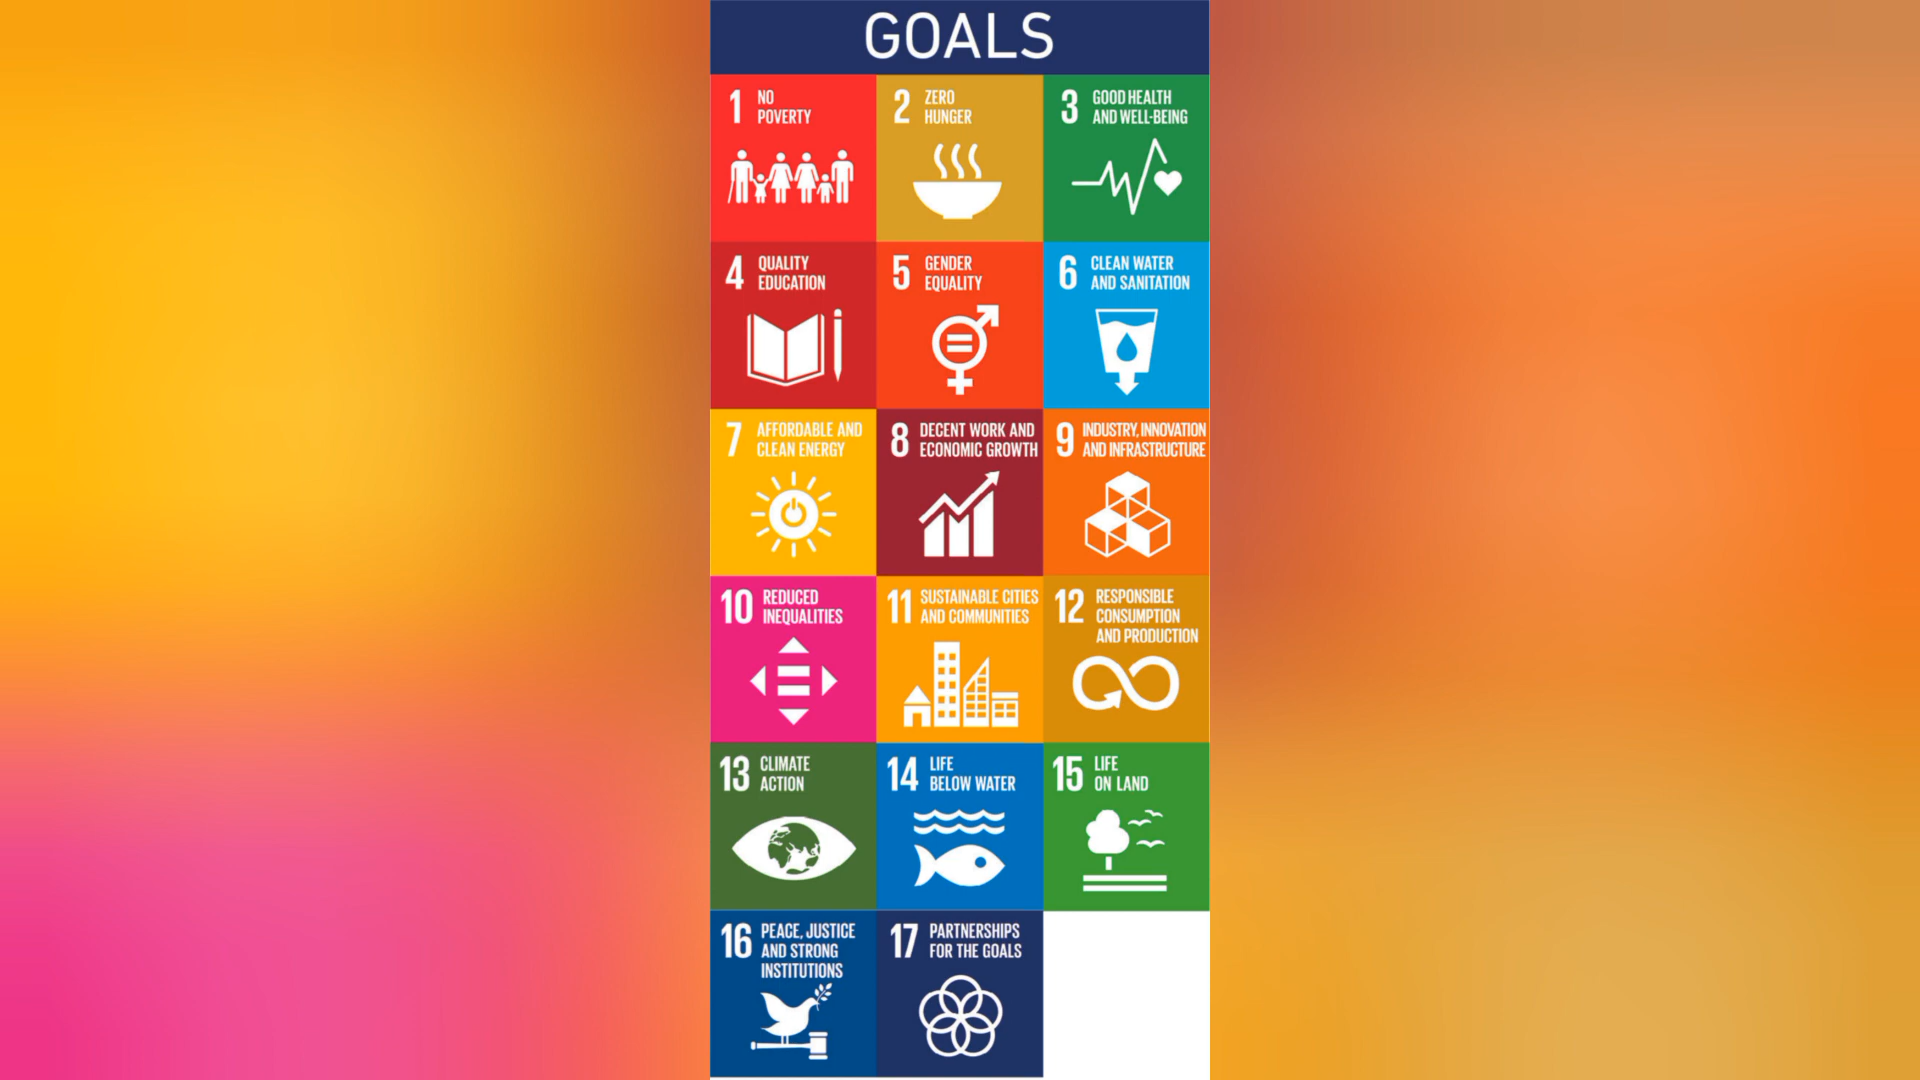 GOALS
1 NO
POVERTY
2 ZERO
HUNGER
3 GOOD HEALTH
AND WELL-BEING
4 QUALITY
EDUCATION
5 GENDER
EQUALITY
6 CLEAN WATER
AND SANITATION
7 AFFORDABLE AND
CLEAN ENERGY
8 DECENT WORK AND
ECONOMIC GROWTH
9 INDUSTRY, INNOVATION
AND INFRASTRUCTURE
10 REDUCED
INEQUALITIES
11 SUSTAINABLE CITIES
AND COMMUNITIES
12 RESPONSIBLE
CONSUMPTION
AND PRODUCTION
13 CLIMATE
ACTION
14 LIFE
BELOW WATER
15 LIFE
ON LAND
16 PEACE, JUSTICE
AND STRONG
INSTITUTIONS
17 PARTNERSHIPS
FOR THE GOALS